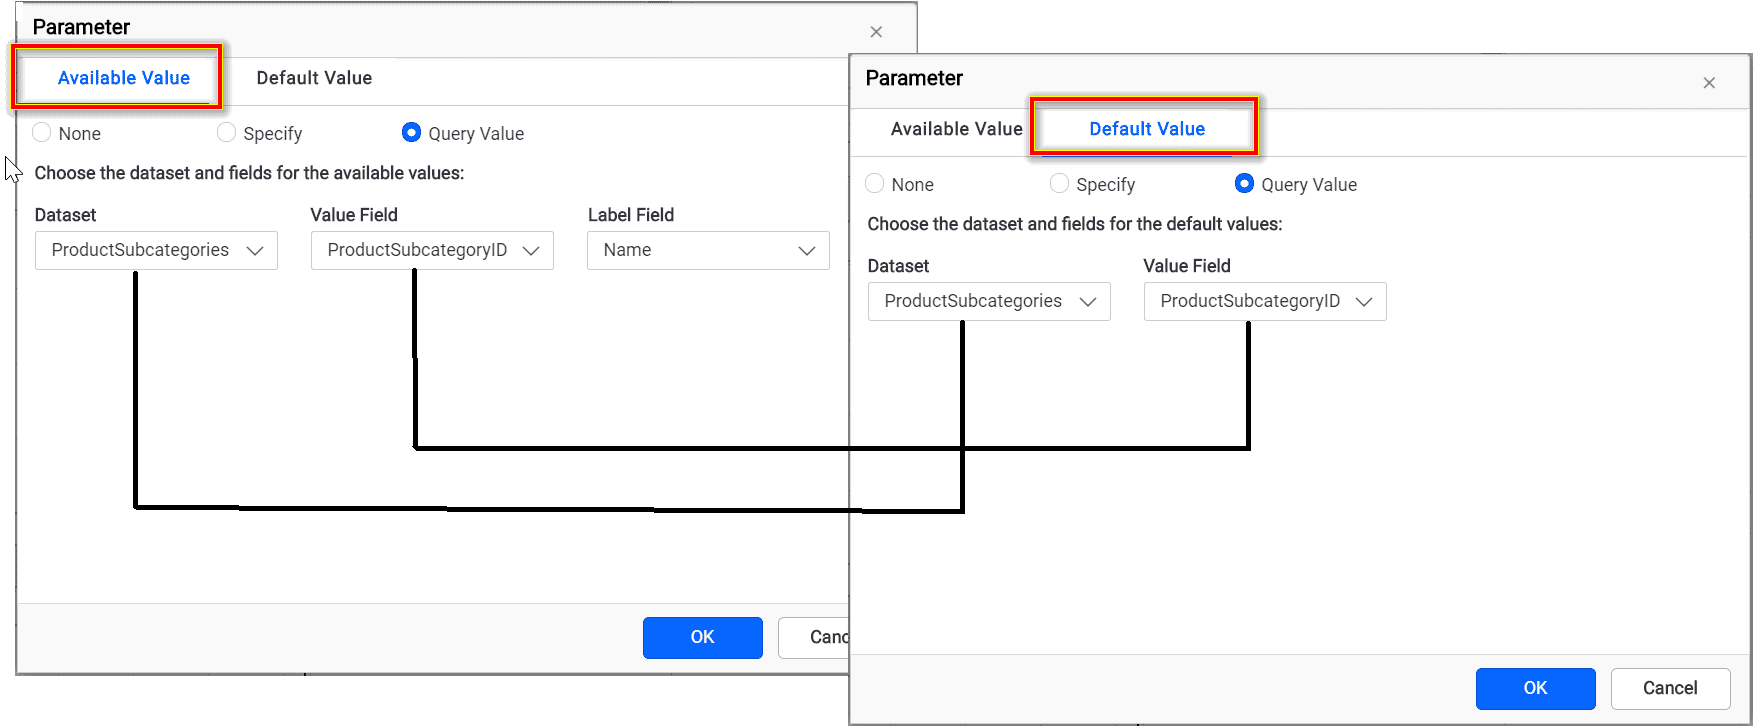 Parameter
Available Value Default Value
None Specify Query Value
Choose the dataset and fields for the available values:
Dataset Value Field Label Field
ProductSubcategories ProductSubcategoryID Name
OK Canc
Parameter
Available Value Default Value
None Specify Query Value
Choose the dataset and fields for the default values:
Dataset Value Field
ProductSubcategories ProductSubcategoryID
OK Cancel